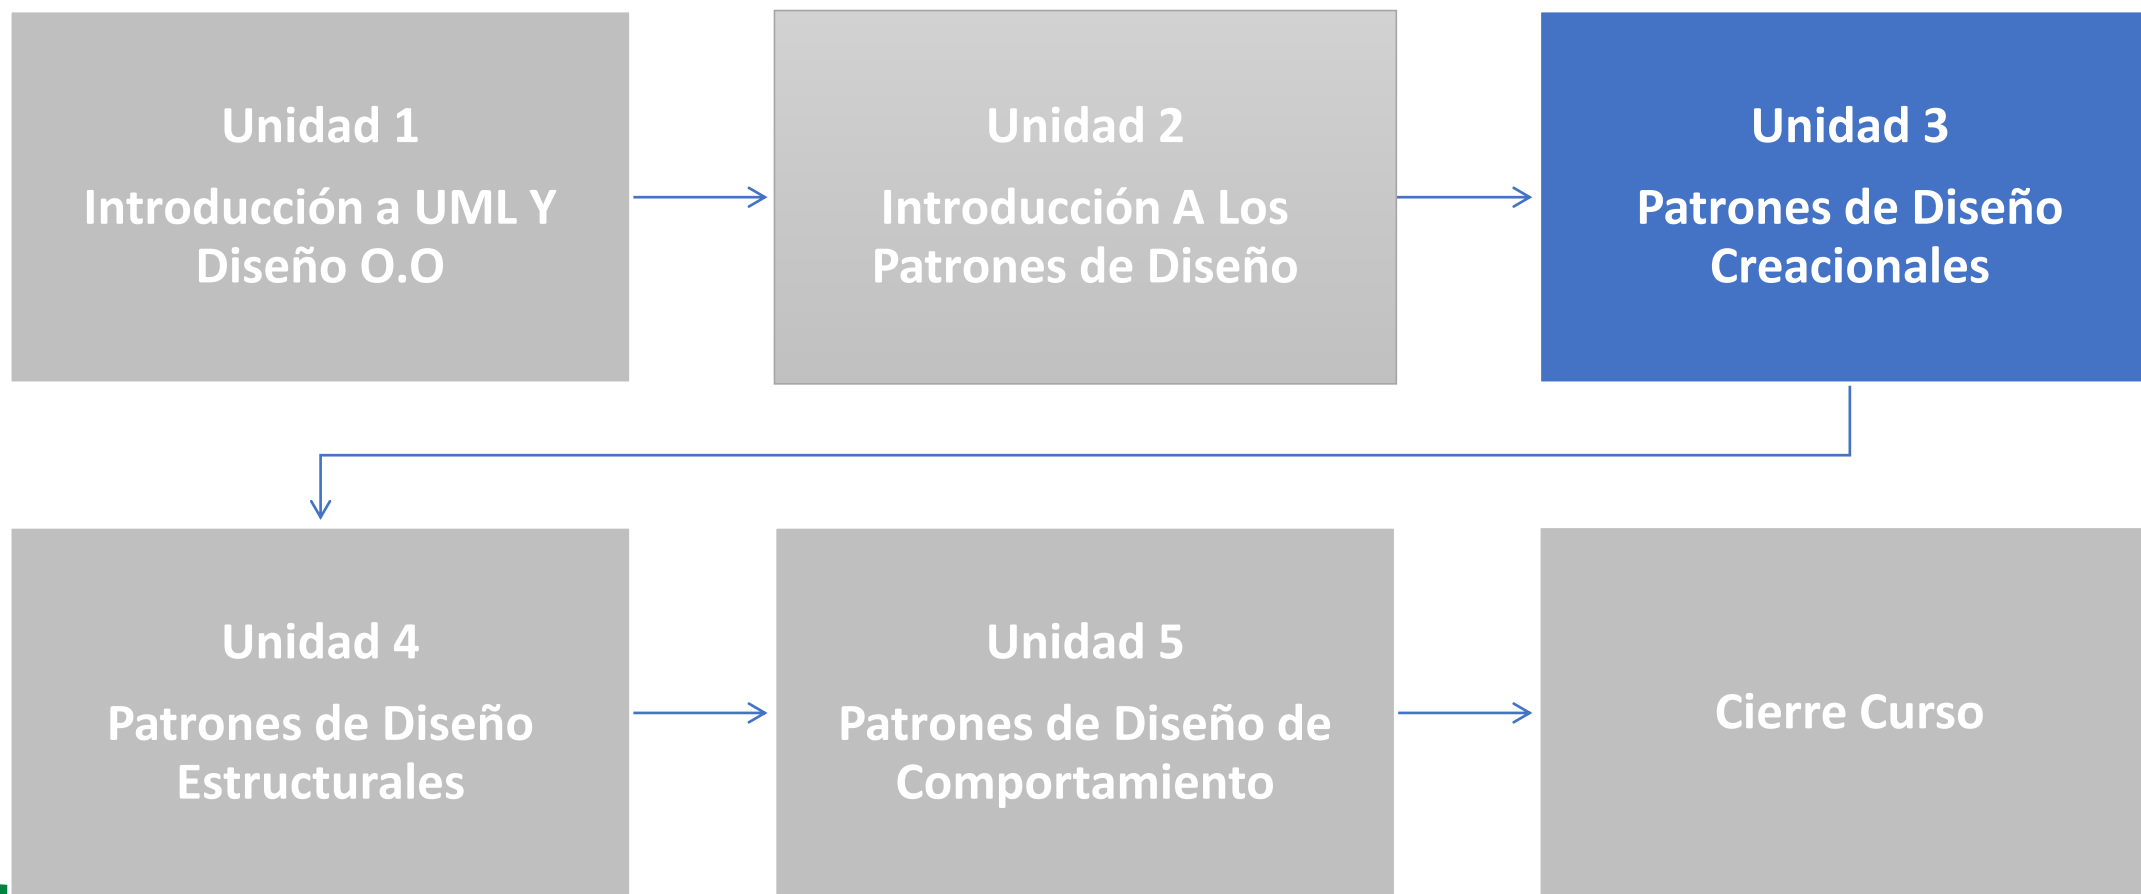 Unidad 1
Introducción a UML Y
Diseño O.O
Unidad 2
Introducción A Los
Patrones de Diseño
Unidad 3
Patrones de Diseño
Creacionales
Unidad 4
Patrones de Diseño
Estructurales
Unidad 5
Patrones de Diseño de
Comportamiento
Cierre Curso